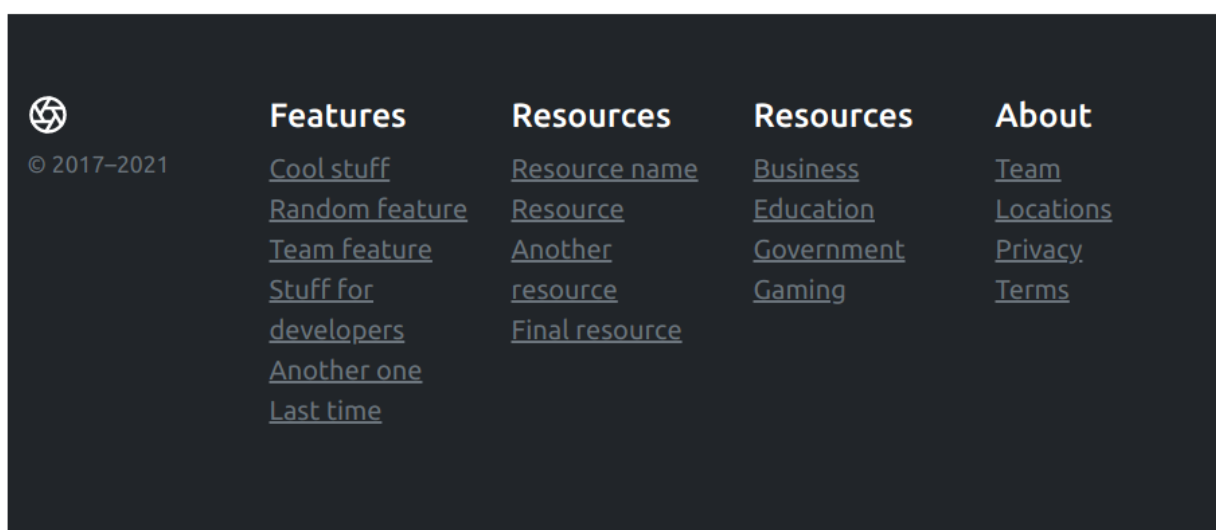 © 2017–2021
Features
Cool stuff
Random feature
Team feature
Stuff for
developers
Another one
Last time
Resources
Resource name
Resource
Another
resource
Final resource
Resources
Business
Education
Government
Gaming
About
Team
Locations
Privacy
Terms